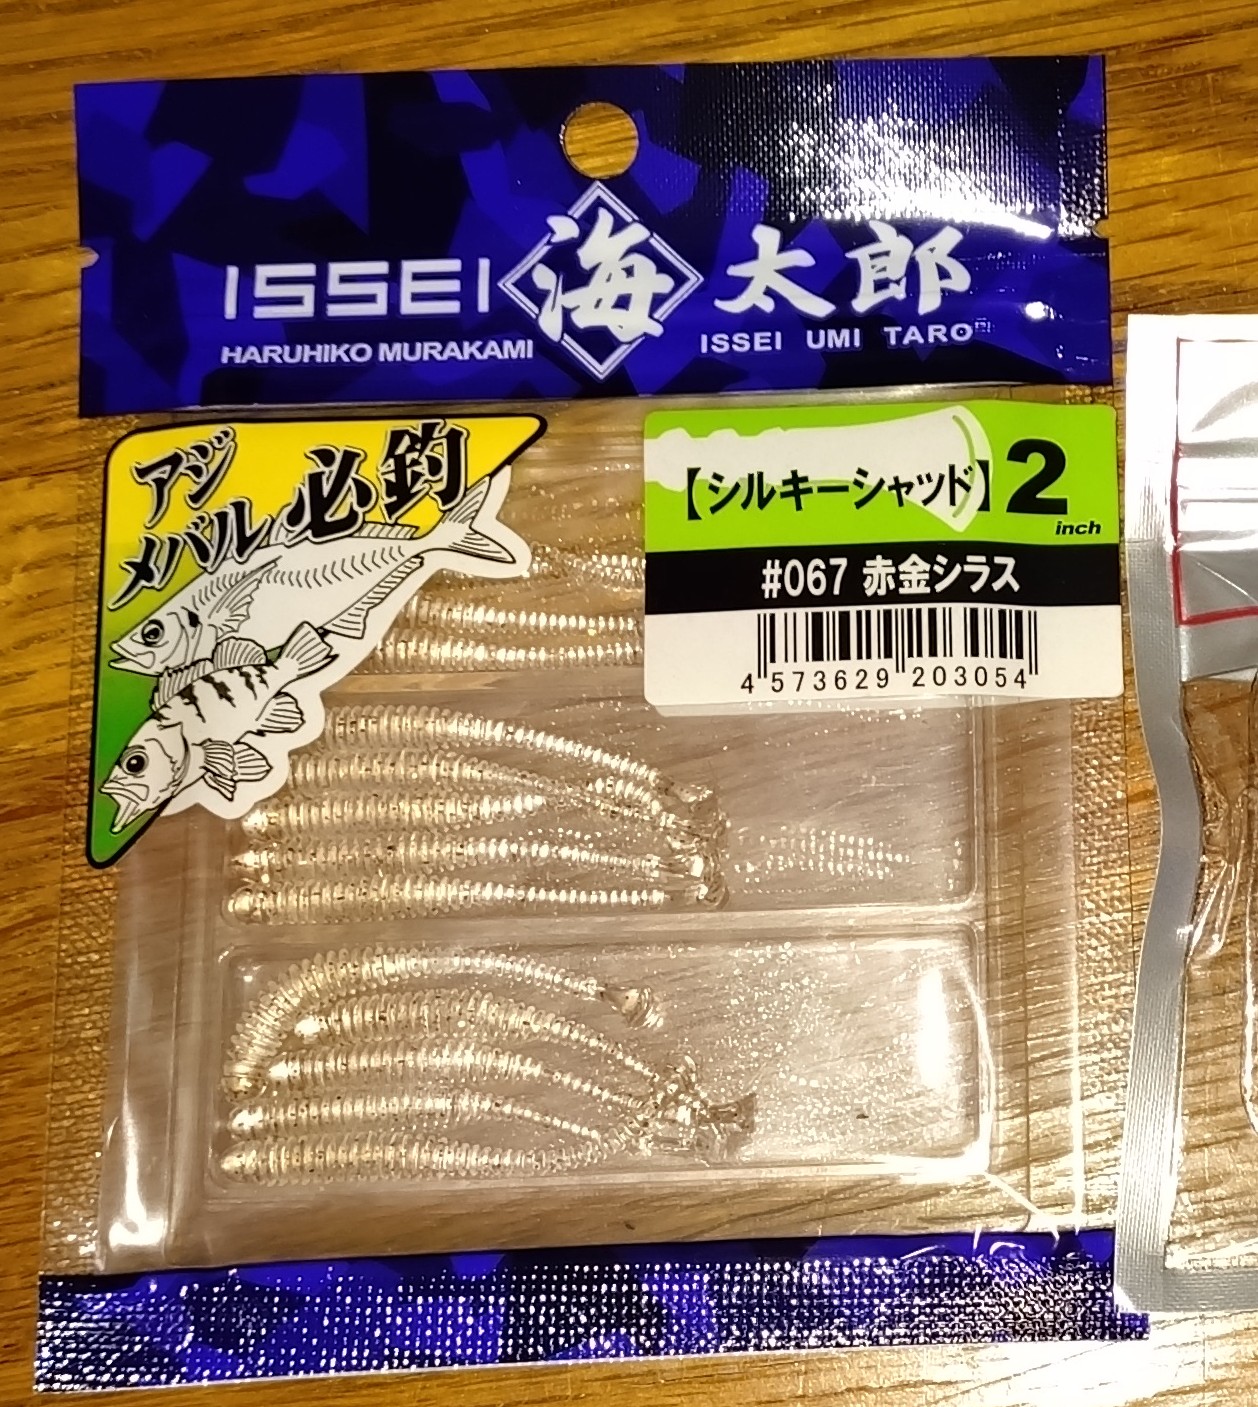 ISSEI 海太郎
HARUHIKO MURAKAMI
ISSEI UMI TARO
アジ
メバル 必釣
【シルキーシャッド】2
inch
#067 赤金シラス
4 573629 203054